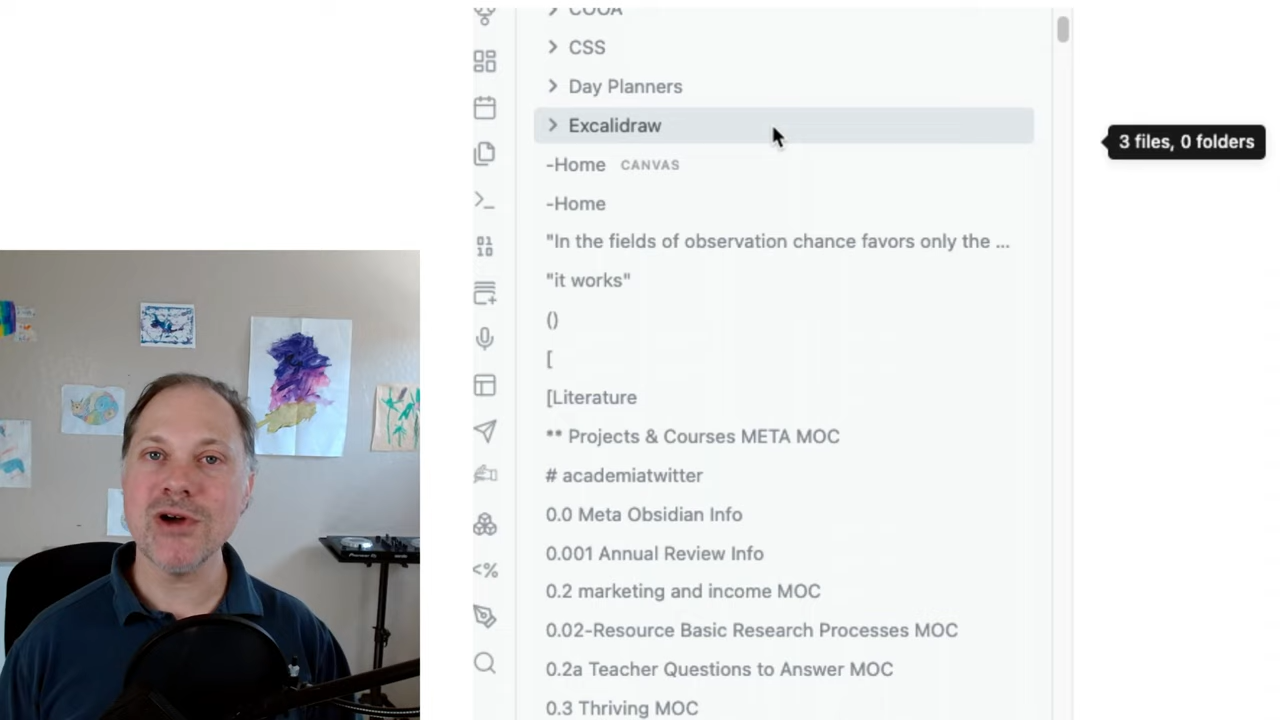 CSS
Day Planners
Excalidraw
3 files, 0 folders
-Home CANVAS
-Home
"In the fields of observation chance favors only the ...
"it works"
()
[
[Literature
** Projects & Courses META MOC
# academiatwitter
0.0 Meta Obsidian Info
0.001 Annual Review Info
0.2 marketing and income MOC
0.02-Resource Basic Research Processes MOC
0.2a Teacher Questions to Answer MOC
0.3 Thriving MOC